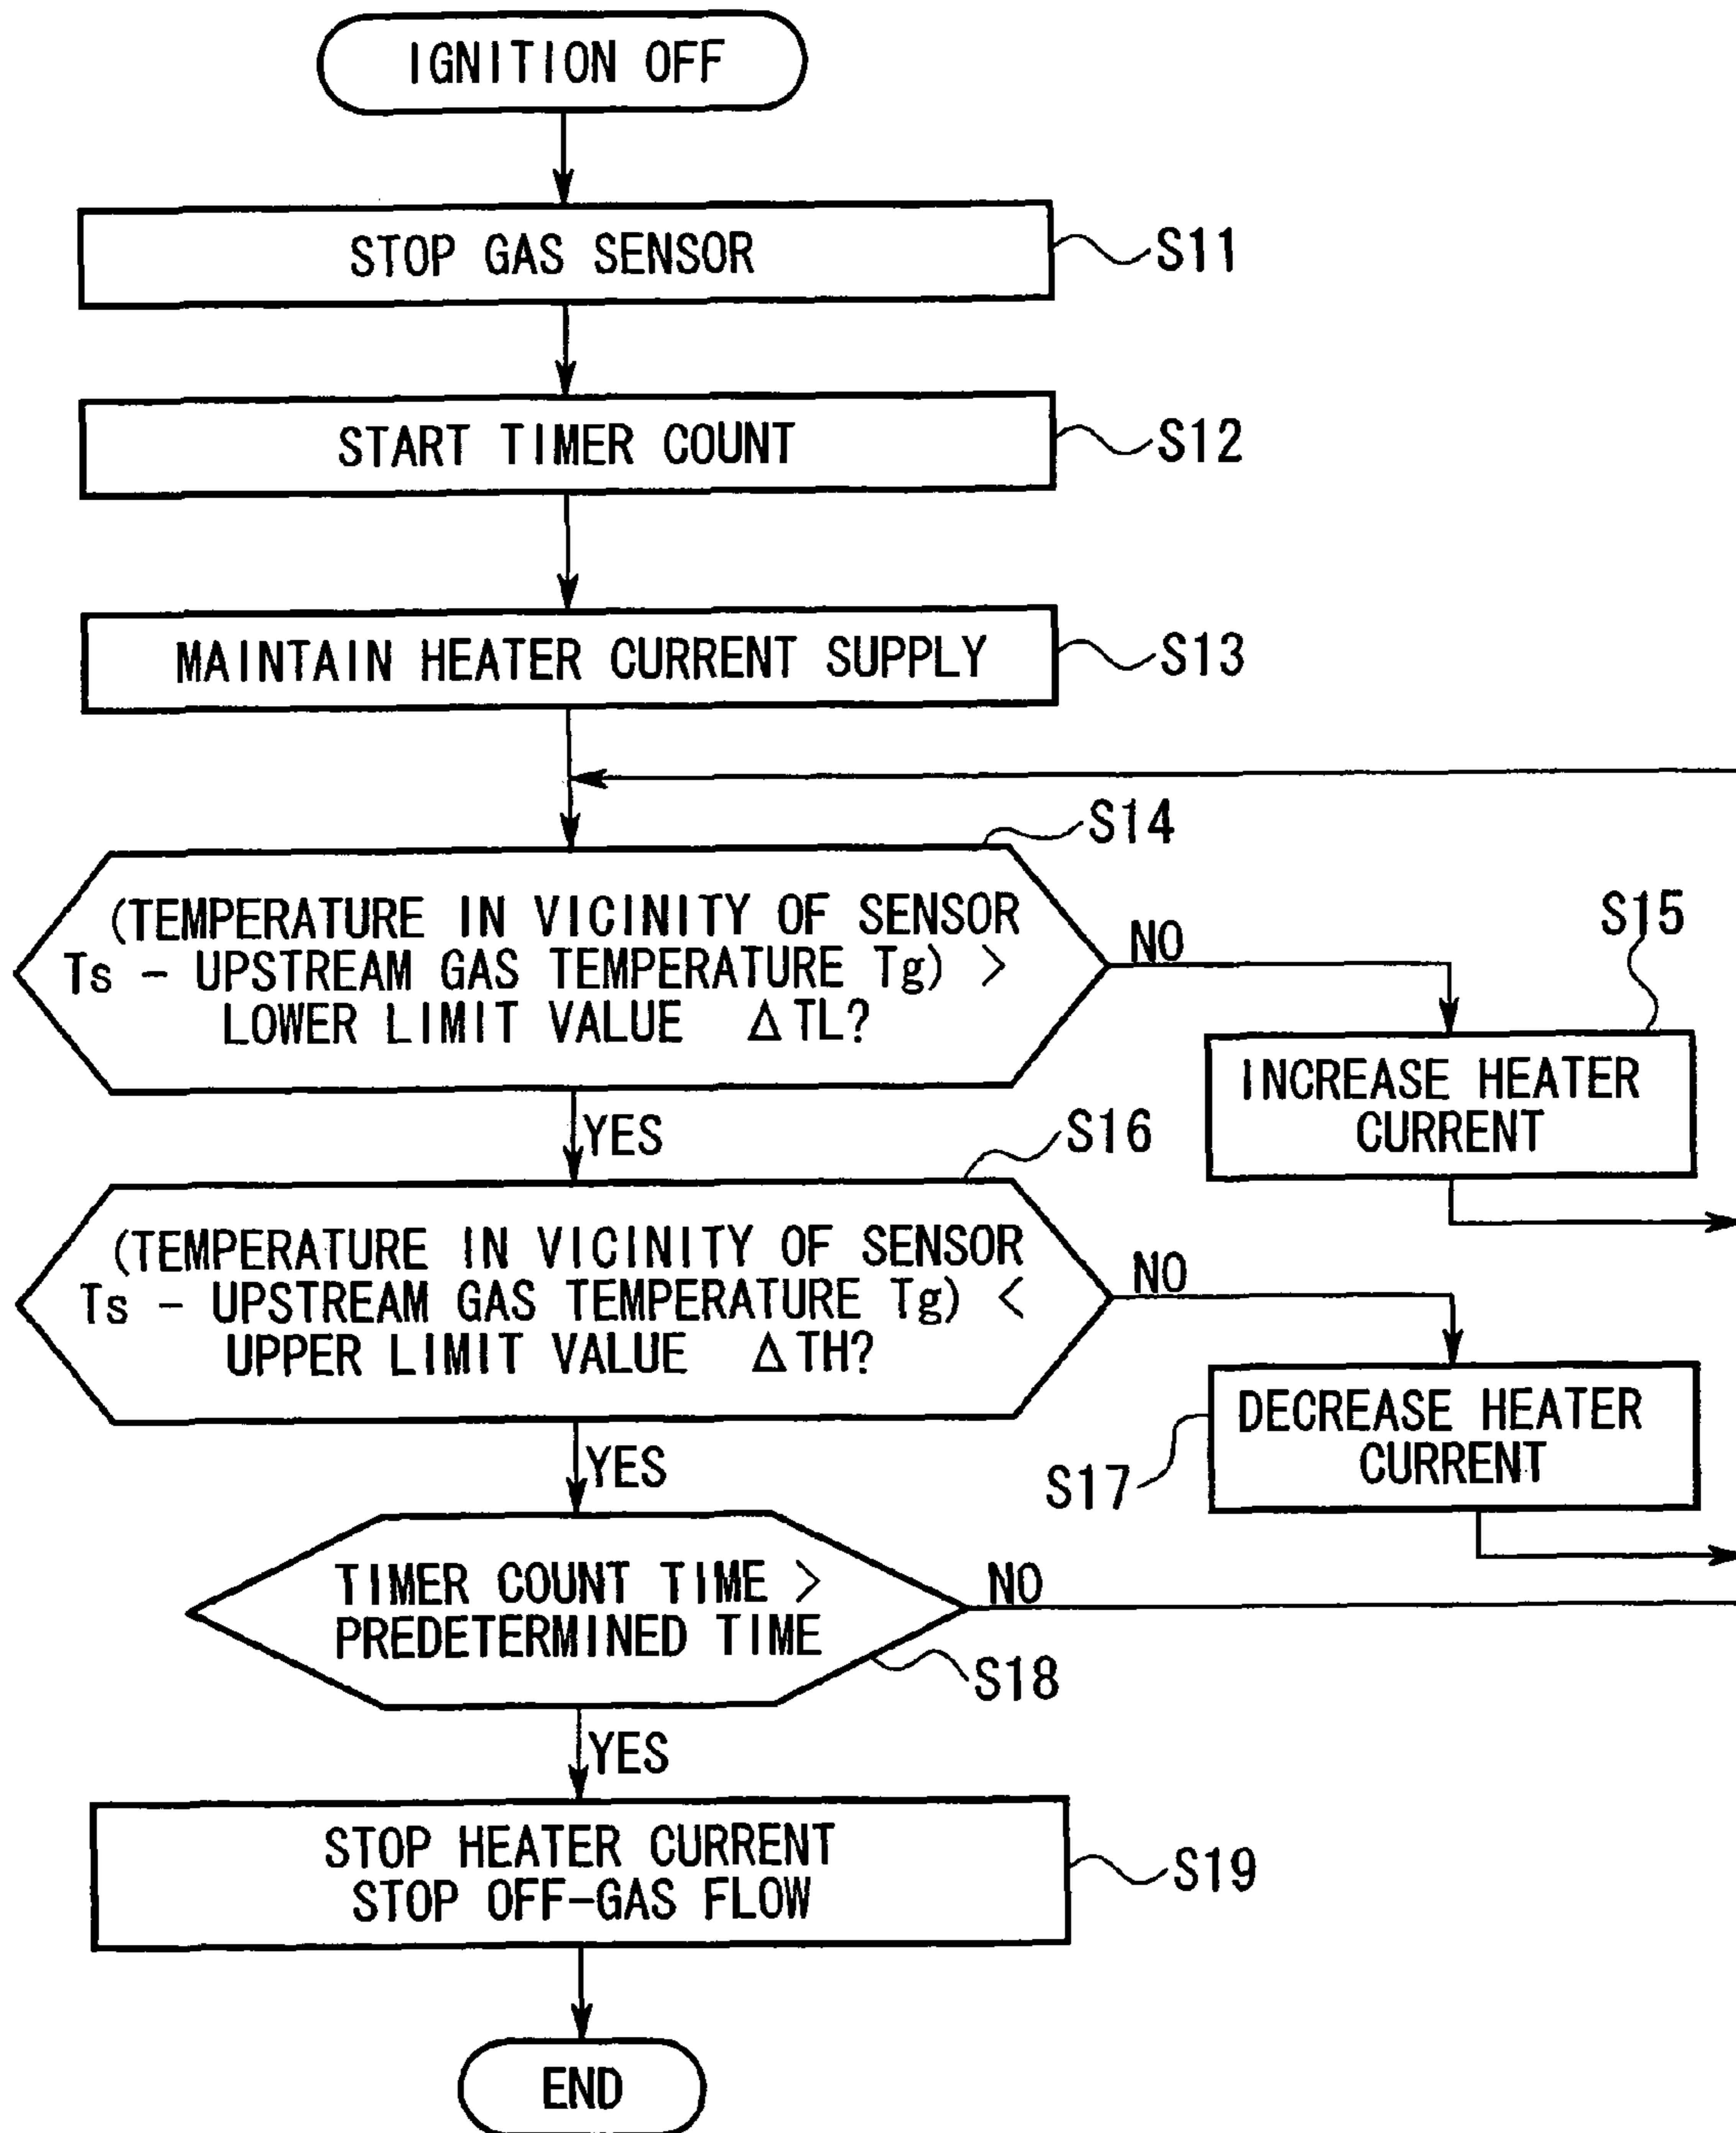 IGNITION OFF
STOP GAS SENSOR
S11
START TIMER COUNT
S12
MAINTAIN HEATER CURRENT SUPPLY
S13
S14
(TEMPERATURE IN VICINITY OF SENSOR
Ts - UPSTREAM GAS TEMPERATURE Tg) >
LOWER LIMIT VALUE ΔTL?
NO
S15
INCREASE HEATER
CURRENT
YES
S16
(TEMPERATURE IN VICINITY OF SENSOR
Ts - UPSTREAM GAS TEMPERATURE Tg) <
UPPER LIMIT VALUE ΔTH?
NO
DECREASE HEATER
CURRENT
S17
YES
TIMER COUNT TIME >
PREDETERMINED TIME
NO
S18
YES
STOP HEATER CURRENT
STOP OFF-GAS FLOW
S19
END